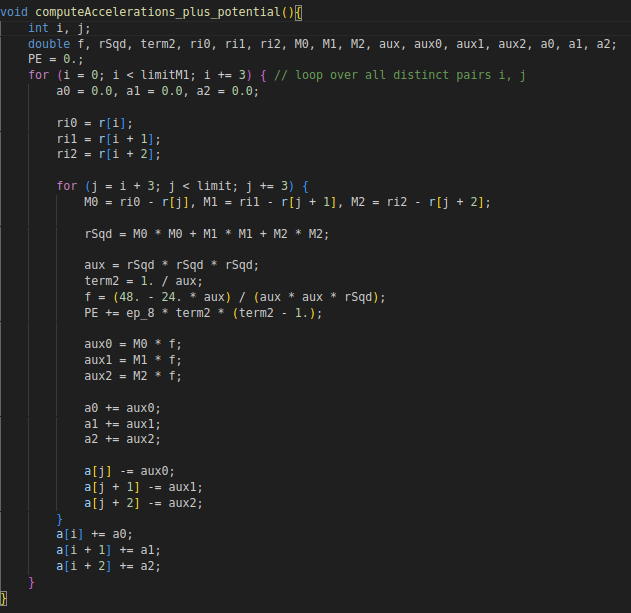 void computeAccelerations_plus_potential(){
    int i, j;
    double f, rSqd, term2, ri0, ri1, ri2, M0, M1, M2, aux, aux0, aux1, aux2, a0, a1, a2;
    PE = 0.;
    for (i = 0; i < limitM1; i += 3) { // loop over all distinct pairs i, j
        a0 = 0.0, a1 = 0.0, a2 = 0.0;

        ri0 = r[i];
        ri1 = r[i + 1];
        ri2 = r[i + 2];

        for (j = i + 3; j < limit; j += 3) {
            M0 = ri0 - r[j], M1 = ri1 - r[j + 1], M2 = ri2 - r[j + 2];

            rSqd = M0 * M0 + M1 * M1 + M2 * M2;

            aux = rSqd * rSqd * rSqd;
            term2 = 1. / aux;
            f = (48. - 24. * aux) / (aux * aux * rSqd);
            PE += ep_8 * term2 * (term2 - 1.);

            aux0 = M0 * f;
            aux1 = M1 * f;
            aux2 = M2 * f;

            a0 += aux0;
            a1 += aux1;
            a2 += aux2;

            a[j] -= aux0;
            a[j + 1] -= aux1;
            a[j + 2] -= aux2;
        }
        a[i] += a0;
        a[i + 1] += a1;
        a[i + 2] += a2;
    }
}